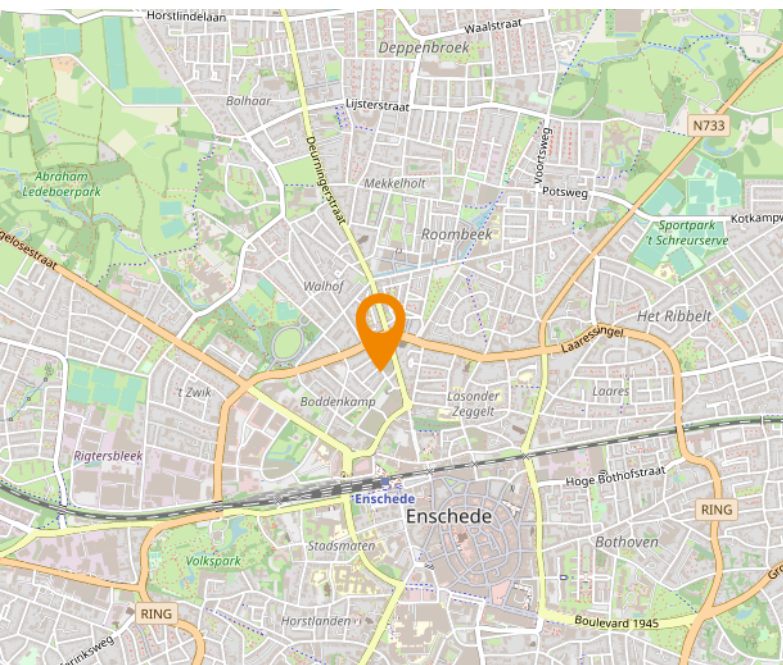 Horstlindelaan
Waalstraat
Deppenbroek
Bolhaar
Lijsterstraat
N733
Deurningerstraat
Voortsweg
Abraham
Ledeboerpark
Mekkelholt
Potsweg
Kotkampw
Sportpark
't Schreurserve
gelosestraat
Roombeek
Walhof
Het Ribbelt
Laaressingel
't Zwik
Boddenkamp
Lasonder
Zeggelt
Laares
Rigtersbleek
Hoge Bothofstraat
Enschede
Enschede
RING
Stadsmaten
Bothoven
Volkspark
Gro
RING
Horstlanden
Boulevard 1945
erinksweg